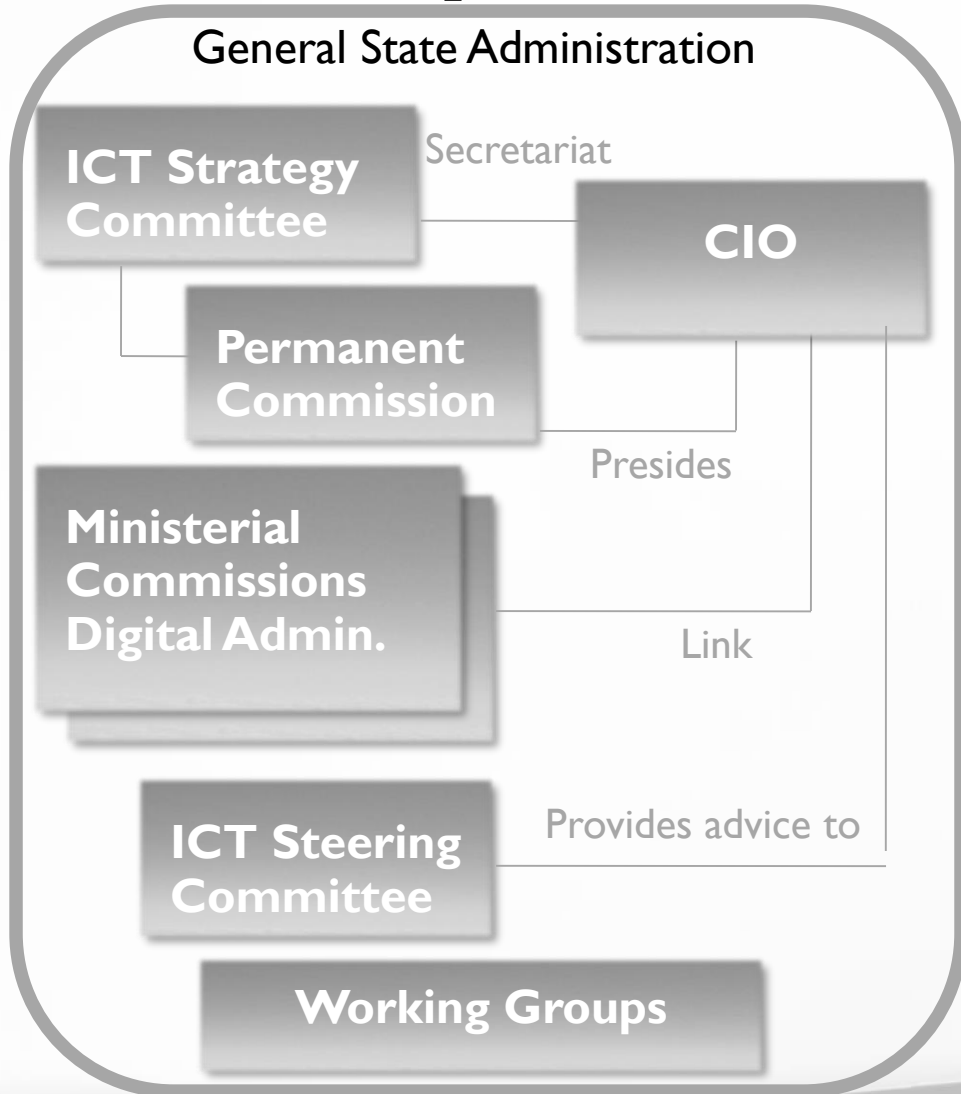 General State Administration
ICT Strategy
Committee
Secretariat
CIO
Permanent
Commission
Presides
Ministerial
Commissions
Digital Admin.
Link
ICT Steering
Committee
Provides advice to
Working Groups